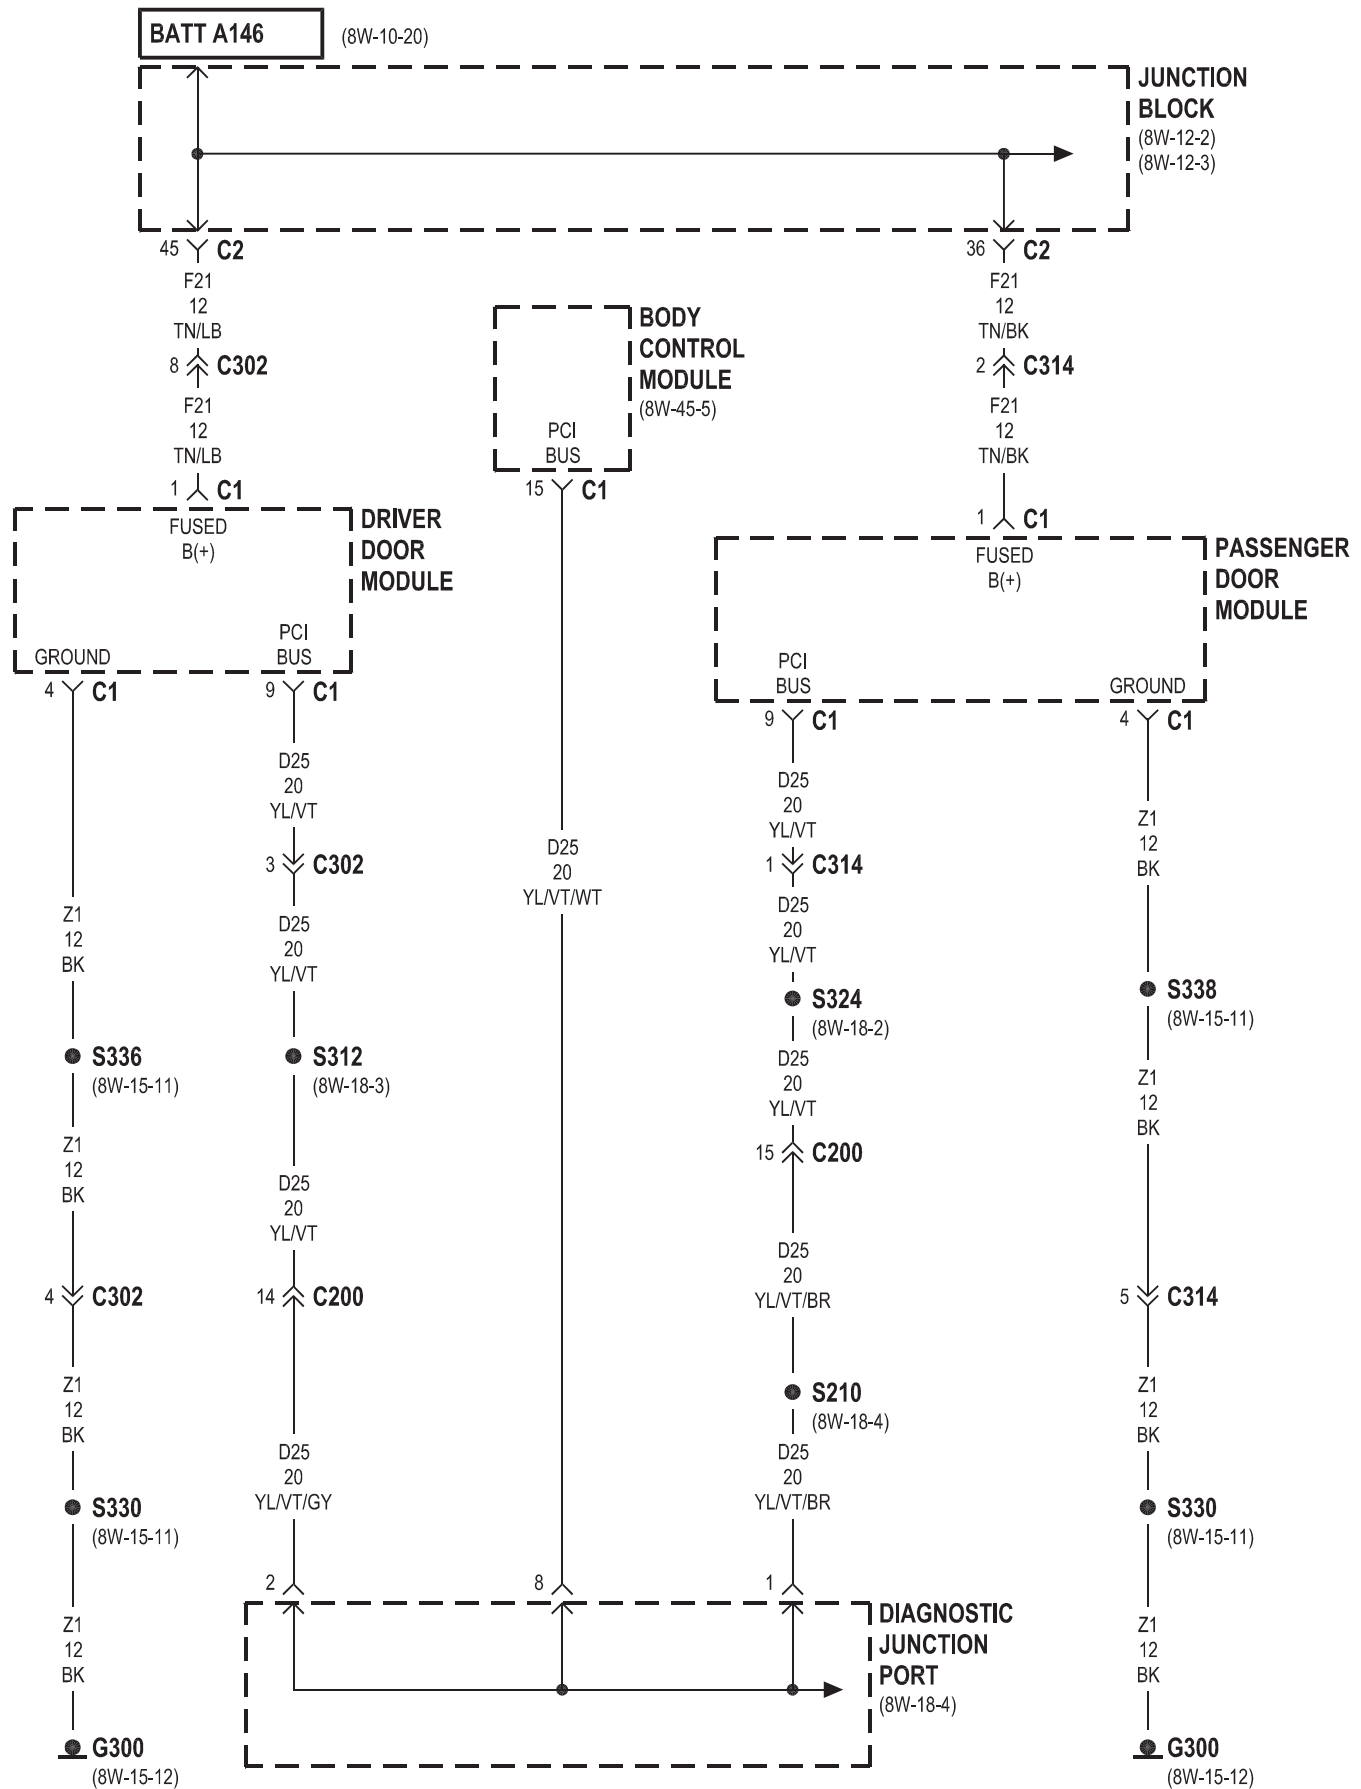 BATT A146
(8W-10-20)
JUNCTION
BLOCK
(8W-12-2)
(8W-12-3)
45 C2
F21
12
TN/LB
8 C302
F21
12
TN/LB
1 C1
FUSED
B(+)
DRIVER
DOOR
MODULE
GROUND
PCI
BUS
4 C1
9 C1
BODY
CONTROL
MODULE
(8W-45-5)
PCI
BUS
15 C1
36 C2
F21
12
TN/BK
2 C314
F21
12
TN/BK
1 C1
FUSED
B(+)
PASSENGER
DOOR
MODULE
PCI
BUS
GROUND
9 C1
4 C1
Z1
12
BK
S336
(8W-15-11)
Z1
12
BK
4 C302
Z1
12
BK
S330
(8W-15-11)
Z1
12
BK
G300
(8W-15-12)
D25
20
YL/VT
3 C302
D25
20
YL/VT
S312
(8W-18-3)
D25
20
YL/VT
14 C200
D25
20
YL/VT/GY
2
D25
20
YL/VT/WT
8
D25
20
YL/VT
1 C314
D25
20
YL/VT
S324
(8W-18-2)
D25
20
YL/VT
15 C200
D25
20
YL/VT/BR
S210
(8W-18-4)
D25
20
YL/VT/BR
1
Z1
12
BK
S338
(8W-15-11)
Z1
12
BK
5 C314
Z1
12
BK
S330
(8W-15-11)
Z1
12
BK
G300
(8W-15-12)
DIAGNOSTIC
JUNCTION
PORT
(8W-18-4)